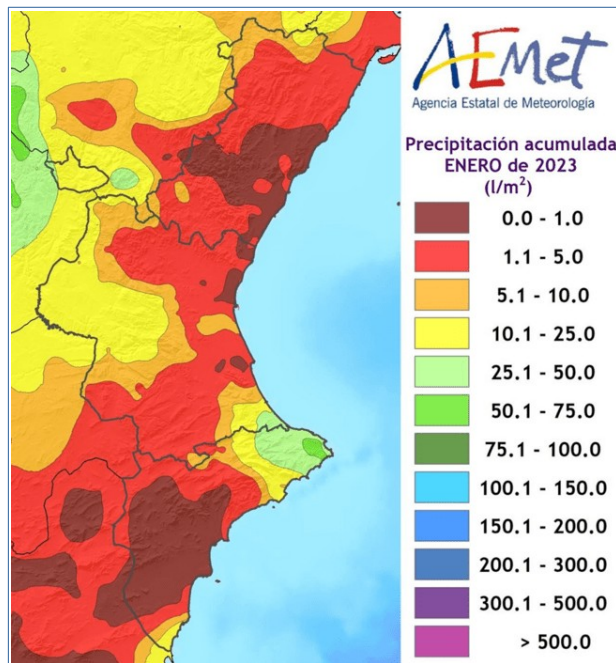 AEMet
Agencia Estatal de Meteorología
Precipitación acumulada
ENERO de 2023
(l/m²)
0.0 - 1.0
1.1 - 5.0
5.1 - 10.0
10.1 - 25.0
25.1 - 50.0
50.1 - 75.0
75.1 - 100.0
100.1 - 150.0
150.1 - 200.0
200.1 - 300.0
300.1 - 500.0
> 500.0